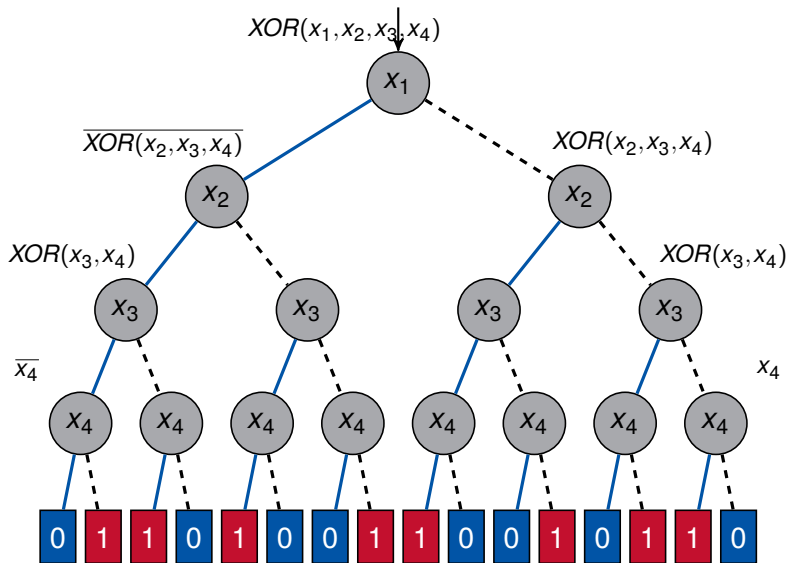 XOR(x₁, x₂, x₃, x₄)
x₁
\overline{XOR(x₂, x₃, x₄)} XOR(x₂, x₃, x₄)
x₂ x₂
XOR(x₃, x₄) XOR(x₃, x₄)
x₃ x₃ x₃ x₃
\overline{x₄} x₄
x₄ x₄ x₄ x₄ x₄ x₄ x₄ x₄
0 1 1 0 1 0 0 1 1 0 0 1 0 1 1 0